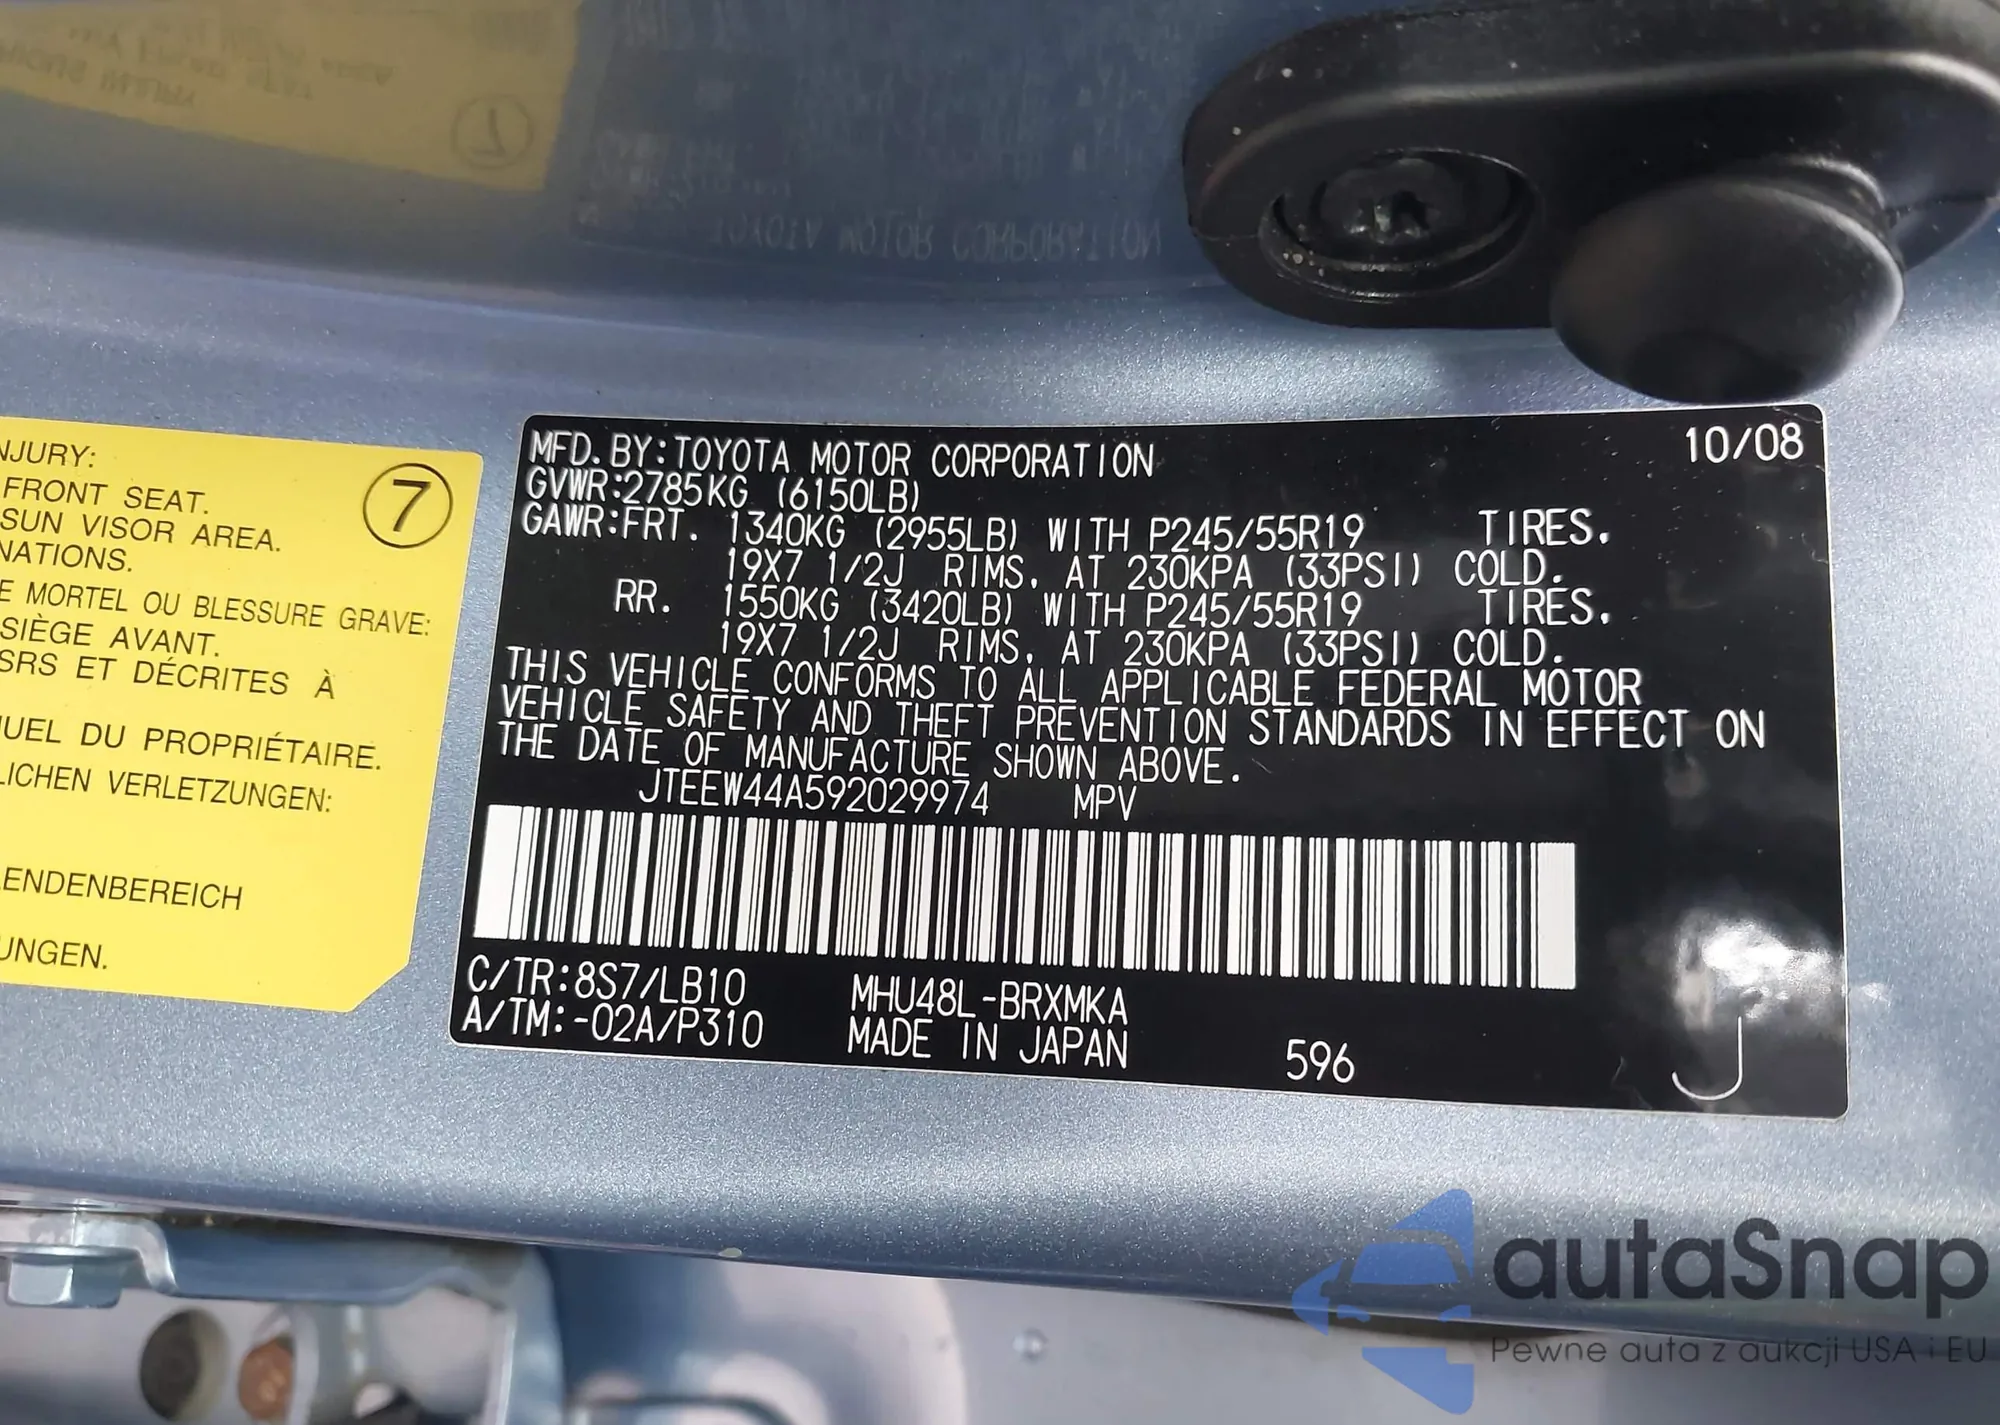 NJURY:
FRONT SEAT.
SUN VISOR AREA.
NATIONS.
E MORTEL OU BLESSURE GRAVE:
SIÈGE AVANT.
SRS ET DÉCRITES À
UEL DU PROPRIÉTAIRE.
LICHEN VERLETZUNGEN:
LENDENBEREICH
UNGEN.
7
MFD. BY:TOYOTA MOTOR CORPORATION 10/08
GVWR:2785KG (6150LB)
GAWR:FRT. 1340KG (2955LB) WITH P245/55R19 TIRES.
19X7 1/2J RIMS, AT 230KPA (33PSI) COLD.
RR. 1550KG (3420LB) WITH P245/55R19 TIRES.
19X7 1/2J RIMS, AT 230KPA (33PSI) COLD.
THIS VEHICLE CONFORMS TO ALL APPLICABLE FEDERAL MOTOR
VEHICLE SAFETY AND THEFT PREVENTION STANDARDS IN EFFECT ON
THE DATE OF MANUFACTURE SHOWN ABOVE.
JTEEW44A592029974 MPV
C/TR:8S7/LB10 MHU48L-BRXMKA
A/TM:-02A/P310 MADE IN JAPAN 596
J
autaSnap
Pewne auta z aukcji USA i EU